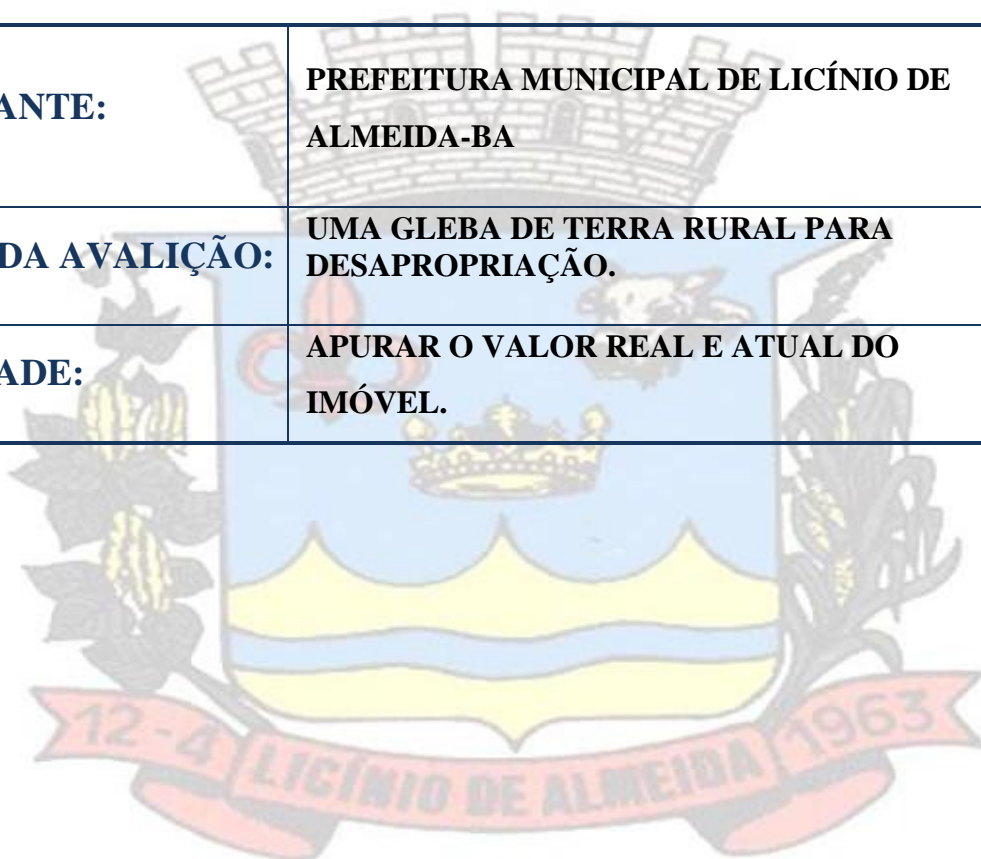 ANTE:
PREFEITURA MUNICIPAL DE LICÍNIO DE
ALMEIDA-BA
DA AVALIÇÃO:
UMA GLEBA DE TERRA RURAL PARA
DESAPROPRIAÇÃO.
ADE:
APURAR O VALOR REAL E ATUAL DO
IMÓVEL.
12-4 LICÍNIO DE ALMEIDA 1963